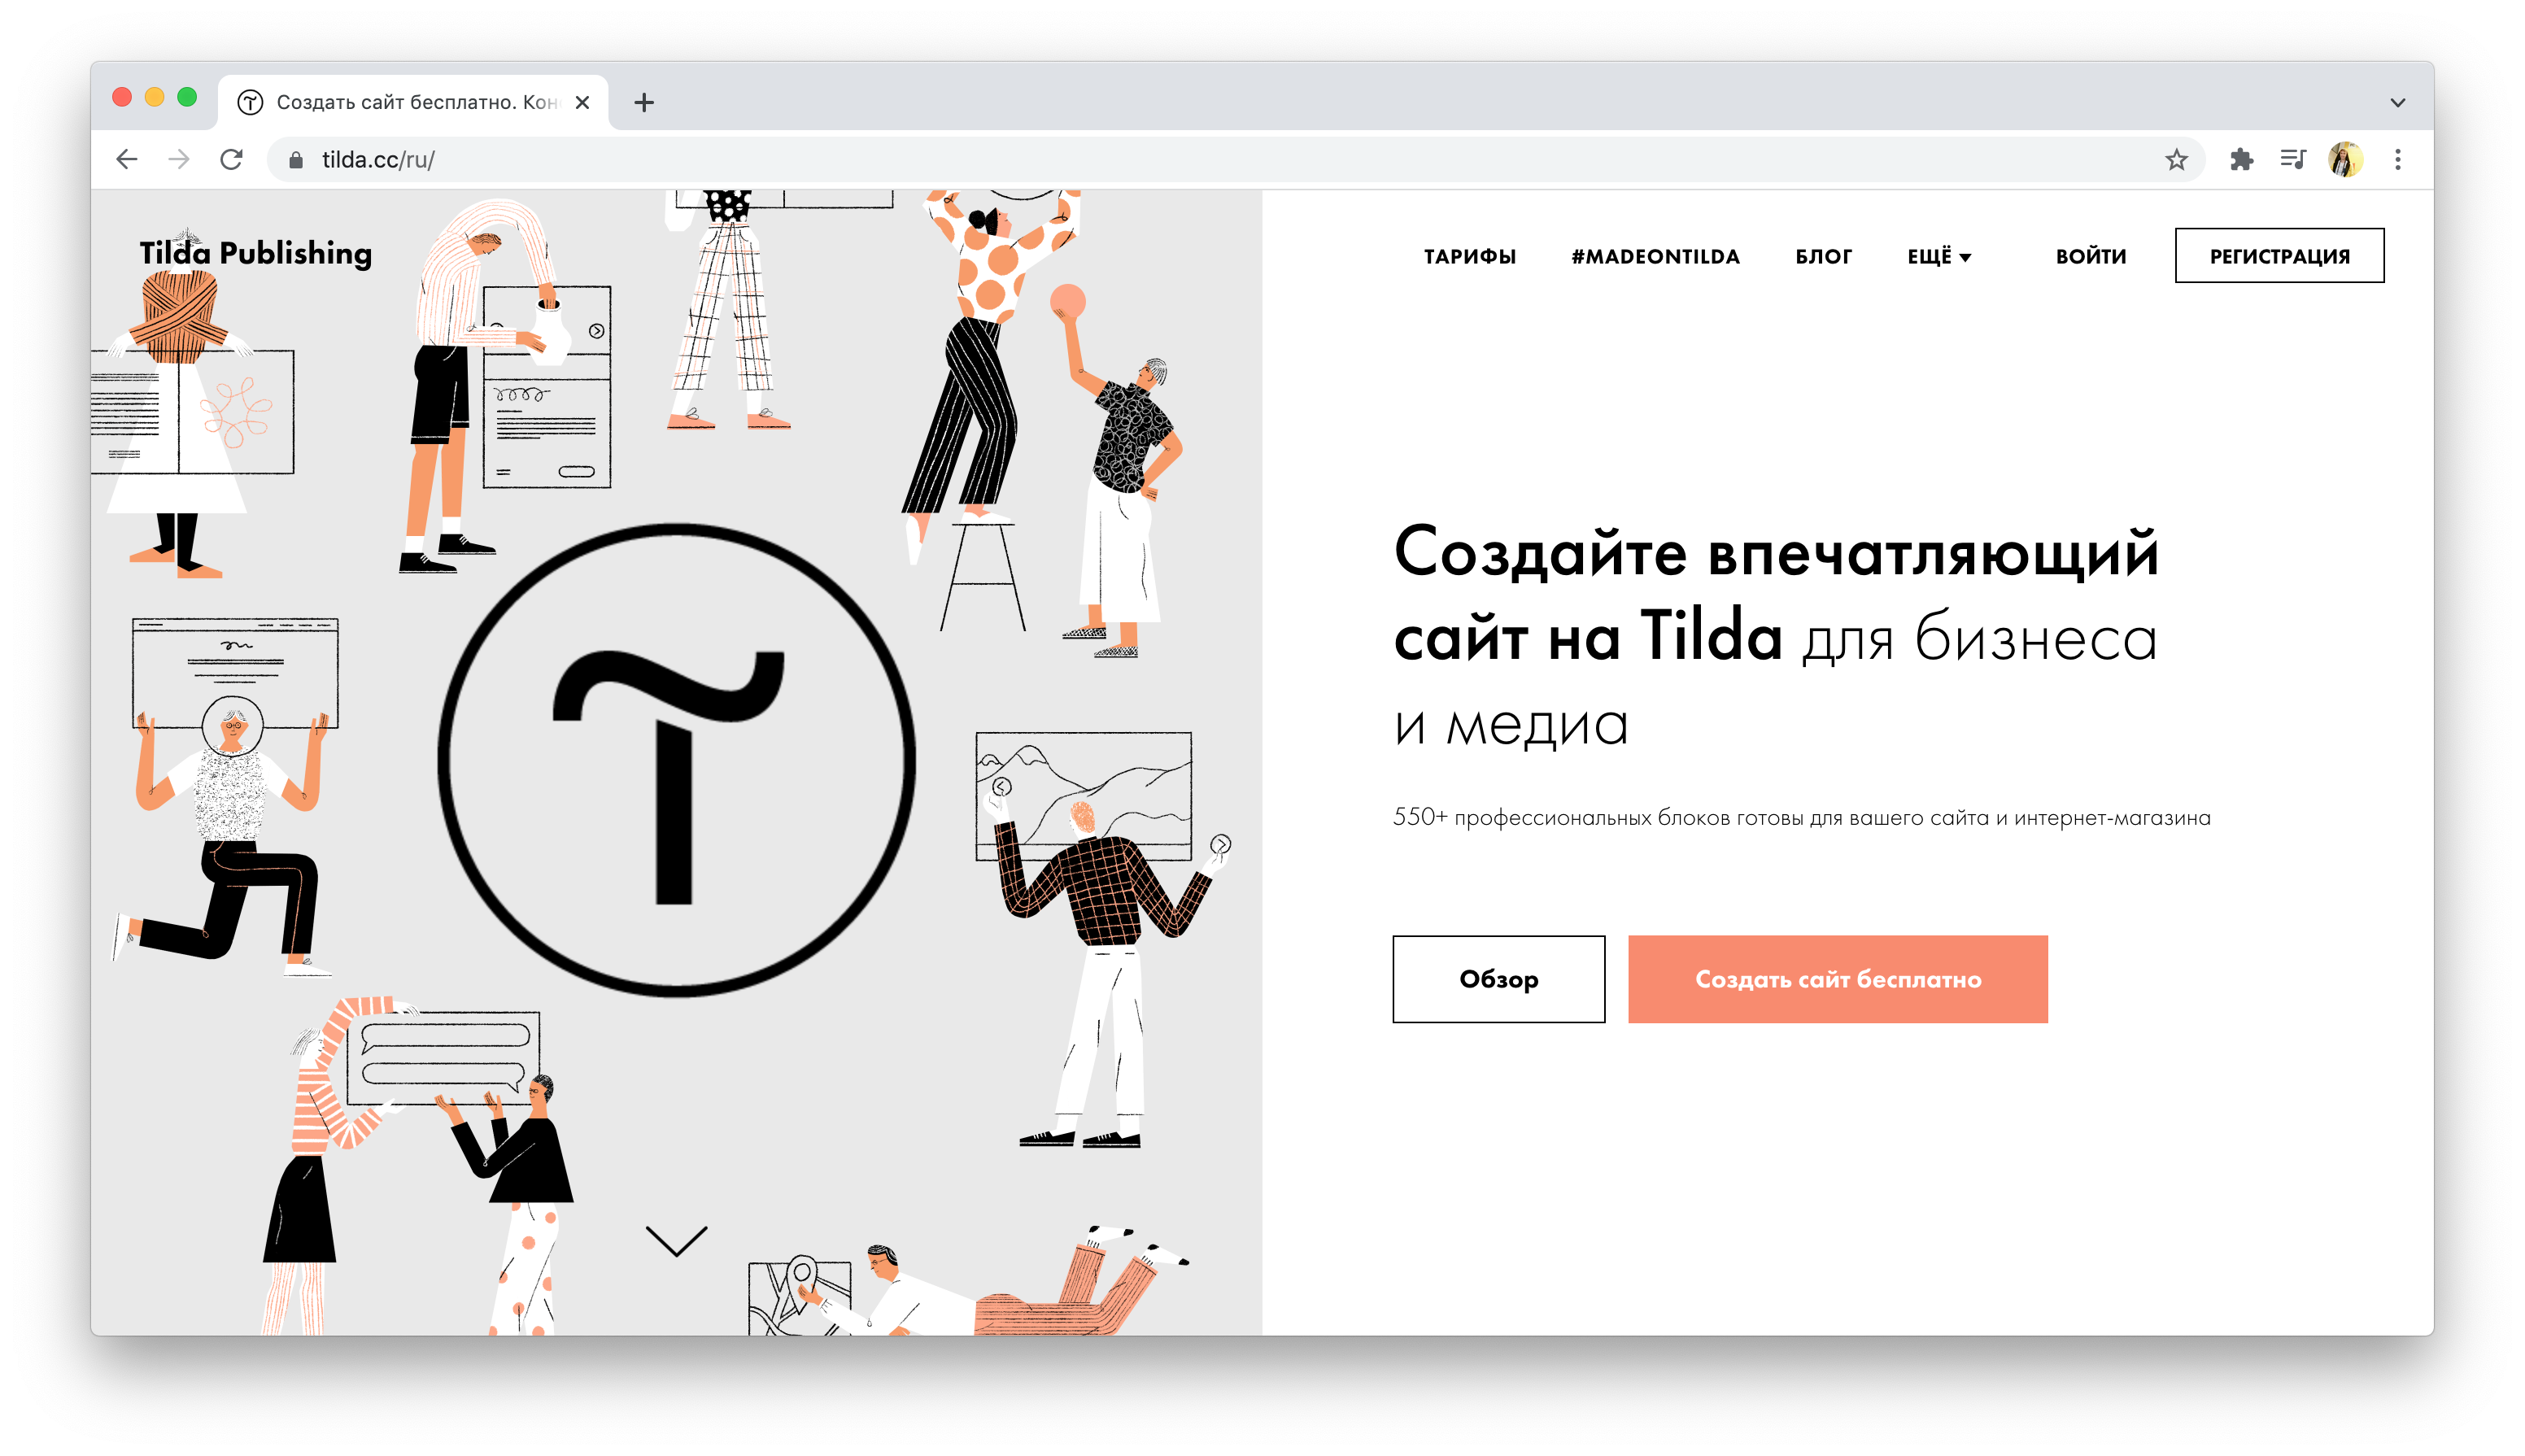 Создать сайт бесплатно. Кон
tilda.cc/ru/
Tilda Publishing
ТАРИФЫ
#MADEONTILDA
БЛОГ
ЕЩЁ
ВОЙТИ
РЕГИСТРАЦИЯ
Создайте впечатляющий
сайт на Tilda для бизнеса
и медиа
550+ профессиональных блоков готовы для вашего сайта и интернет-магазина
Обзор
Создать сайт бесплатно